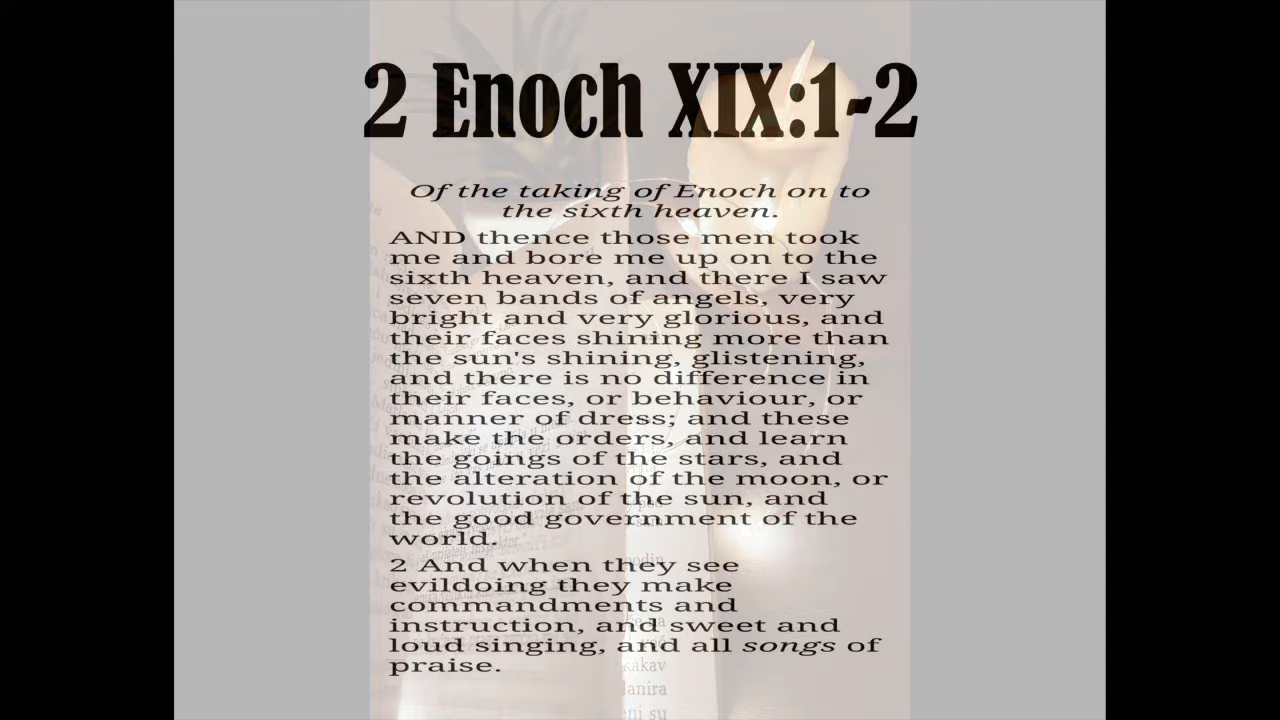 2 Enoch XIX:1-2
Of the taking of Enoch on to
the sixth heaven.
AND thence those men took
me and bore me up on to the
sixth heaven, and there I saw
seven bands of angels, very
bright and very glorious, and
their faces shining more than
the sun's shining, glistening,
and there is no difference in
their faces, or behaviour, or
manner of dress; and these
make the orders, and learn
the goings of the stars, and
the alteration of the moon, or
revolution of the sun, and
the good government of the
world.
2 And when they see
evildoing they make
commandments and
instruction, and sweet and
loud singing, and all songs of
praise.
kakav